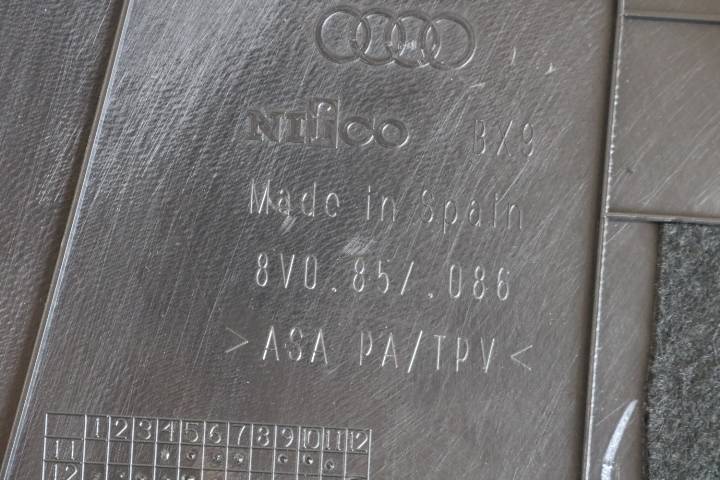 NIfCO BX9
Made in Spain
8V0.857.086
>ASA PA/TPV<
1 2 3 4 5 6 7 8 9 10 11 12
11
12